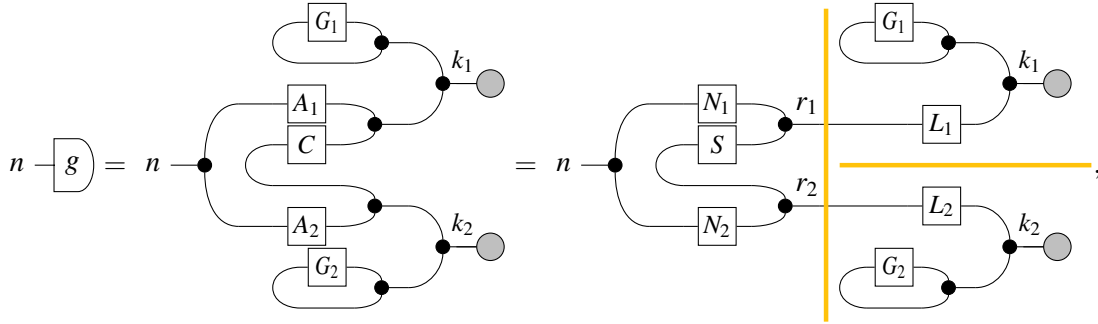 G₁ G₁
k₁ k₁
A₁ N₁ r₁ L₁
C S
n g = n = n ,
r₂
A₂ N₂ L₂
k₂ k₂
G₂ G₂